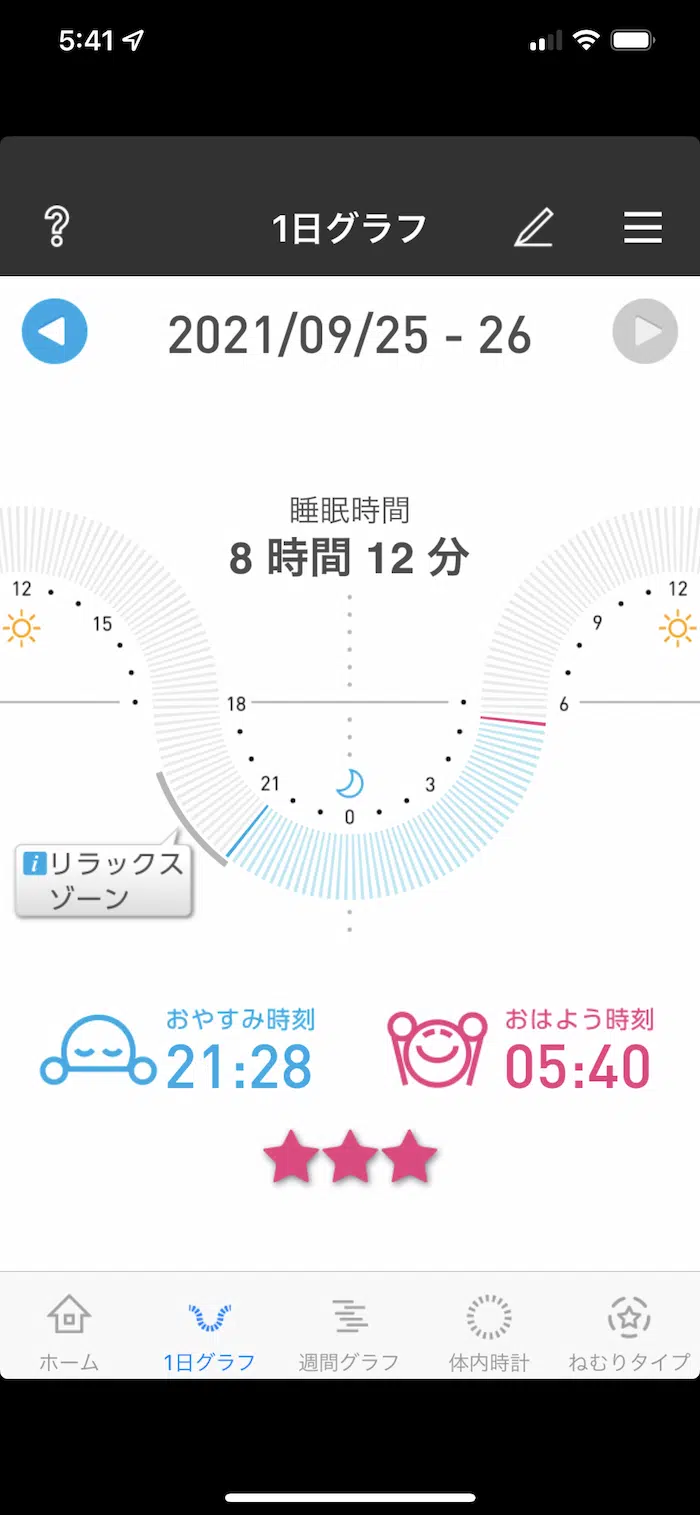 5:41
1日グラフ
2021/09/25 - 26
睡眠時間
8 時間 12 分
12
15
18
21
0
3
6
9
12
i リラックス
ゾーン
おやすみ時刻
21:28
おはよう時刻
05:40
ホーム
1日グラフ
週間グラフ
体内時計
ねむりタイプ